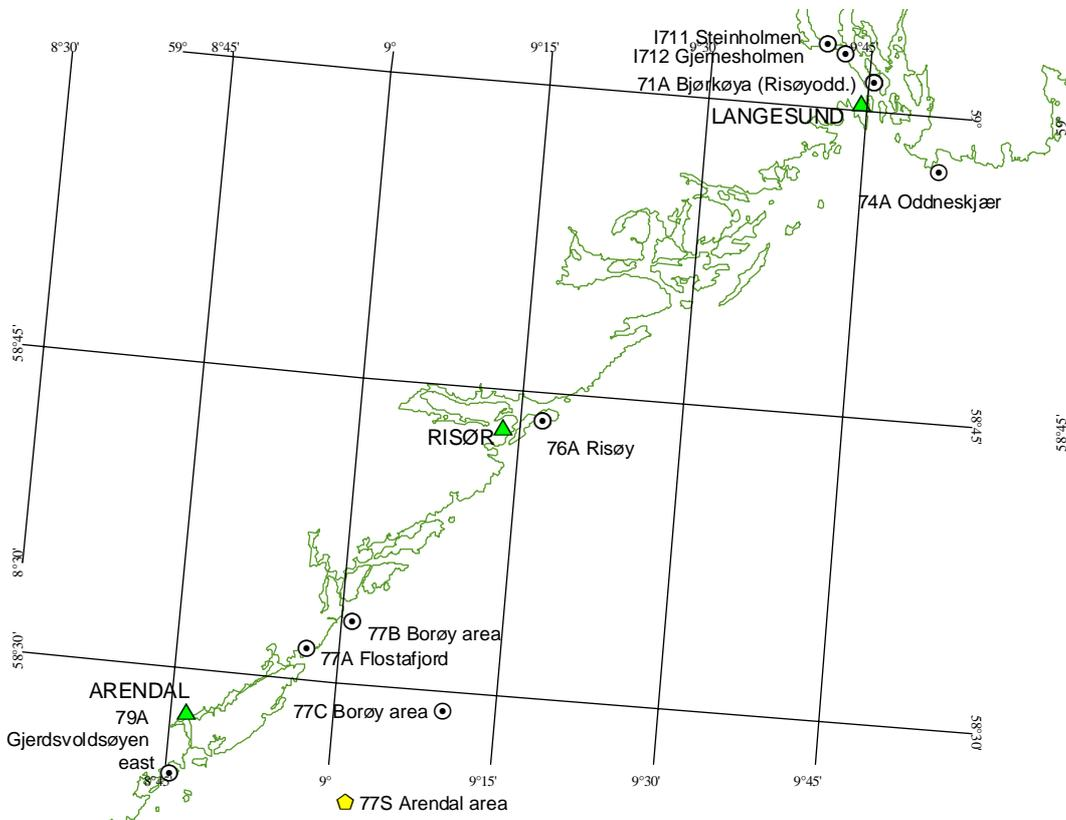 I711 Steinholmen
8°30'
59°
8°45'
9°
9°15'
9°30'
9°45'
I712 Gjemesholmen
71A Bjørkøya (Risøyodd.)
LANGESUND
59°
59°
74A Oddneskjær
58°45'
58°45'
58°45'
RISØR
76A Risøy
8°30'
77B Borøy area
58°30'
77A Flostafjord
ARENDAL
79A
77C Borøy area
58°30'
Gjerdsvoldsøyen
east
8°45'
9°
9°15'
9°30'
9°45'
77S Arendal area